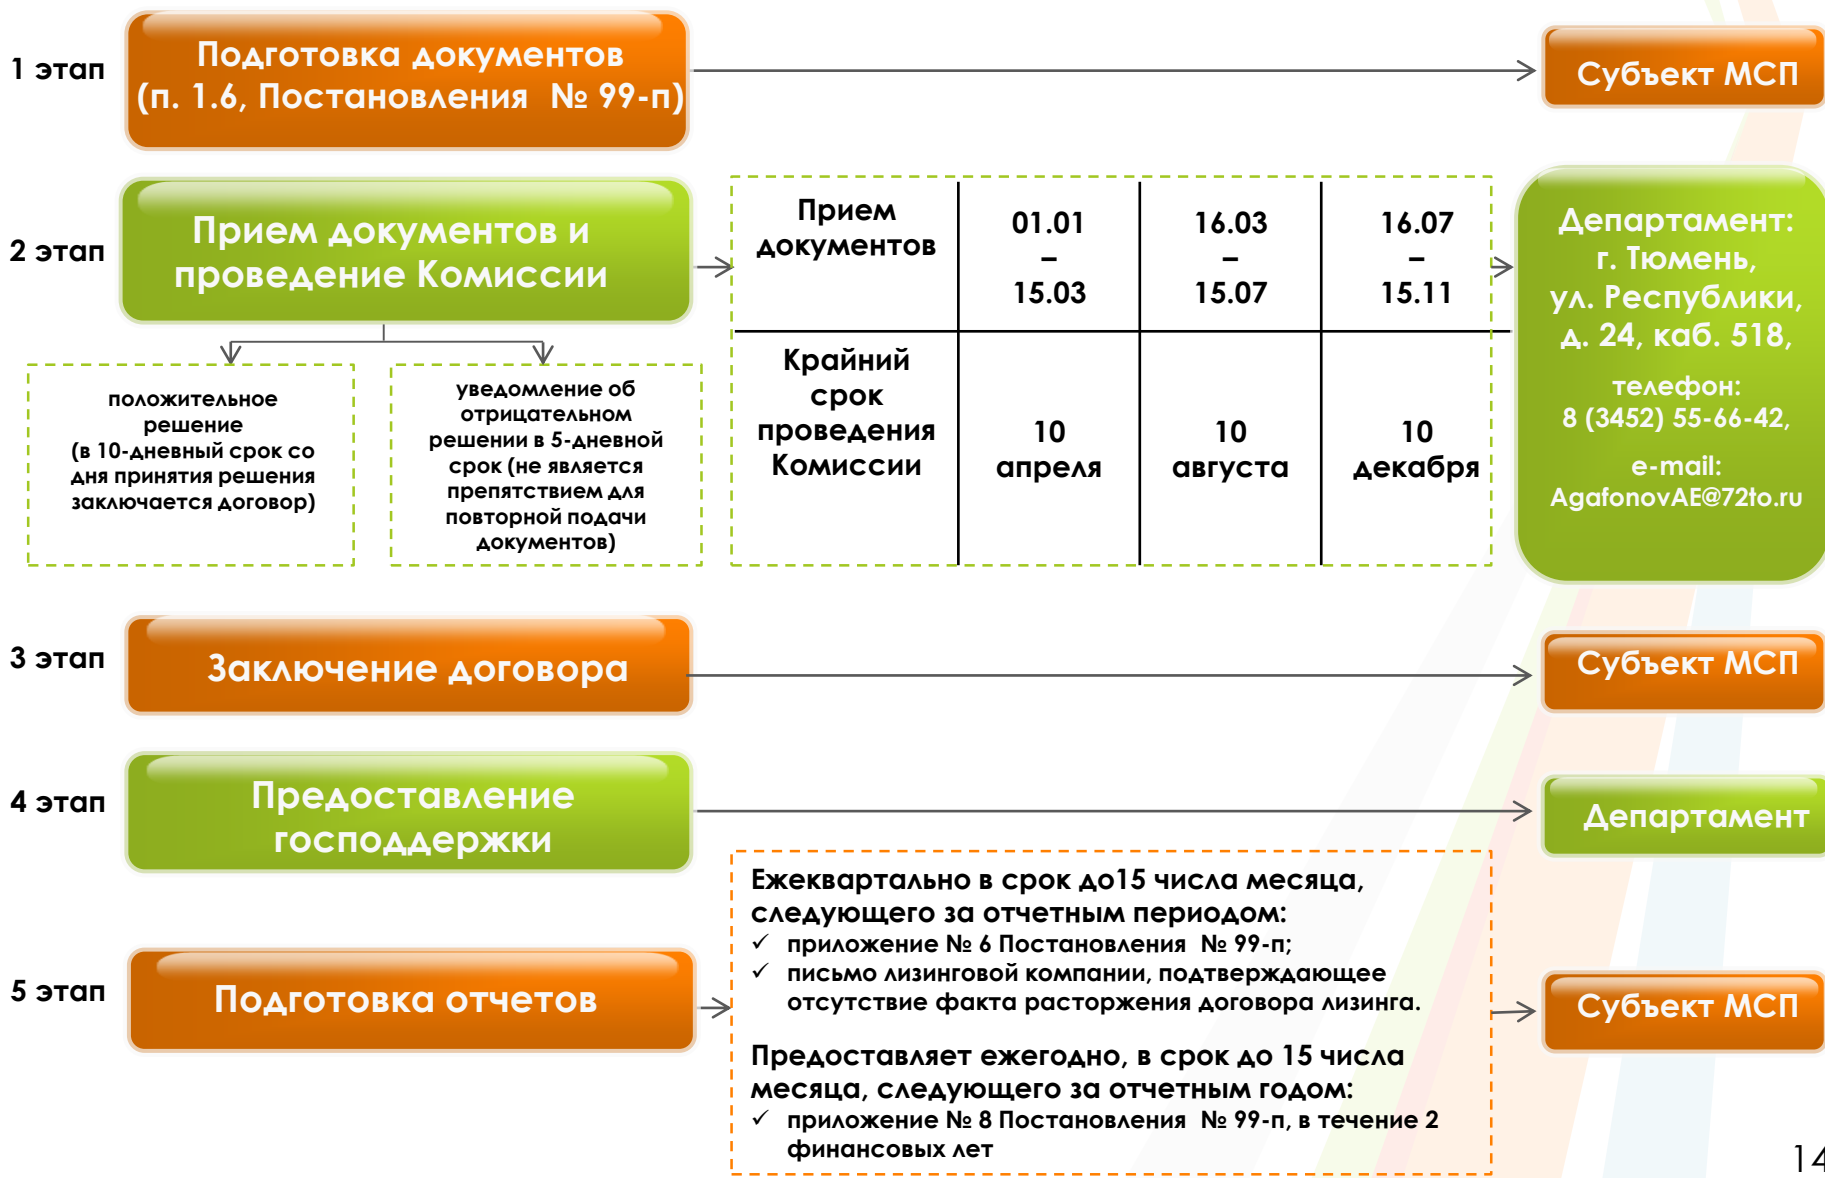 1 этап
Подготовка документов
(п. 1.6, Постановления № 99-п)
Субъект МСП
2 этап
Прием документов и
проведение Комиссии
положительное
решение
(в 10-дневный срок со
дня принятия решения
заключается договор)
уведомление об
отрицательном
решении в 5-дневной
срок (не является
препятствием для
повторной подачи
документов)
Прием
документов
01.01
–
15.03
16.03
–
15.07
16.07
–
15.11
Крайний
срок
проведения
Комиссии
10
апреля
10
августа
10
декабря
Департамент:
г. Тюмень,
ул. Республики,
д. 24, каб. 518,
телефон:
8 (3452) 55-66-42,
e-mail:
AgafonovAE@72to.ru
3 этап
Заключение договора
Субъект МСП
4 этап
Предоставление
господдержки
Департамент
5 этап
Подготовка отчетов
Ежеквартально в срок до15 числа месяца,
следующего за отчетным периодом:
✓ приложение № 6 Постановления № 99-п;
✓ письмо лизинговой компании, подтверждающее
отсутствие факта расторжения договора лизинга.
Предоставляет ежегодно, в срок до 15 числа
месяца, следующего за отчетным годом:
✓ приложение № 8 Постановления № 99-п, в течение 2
финансовых лет
Субъект МСП
14